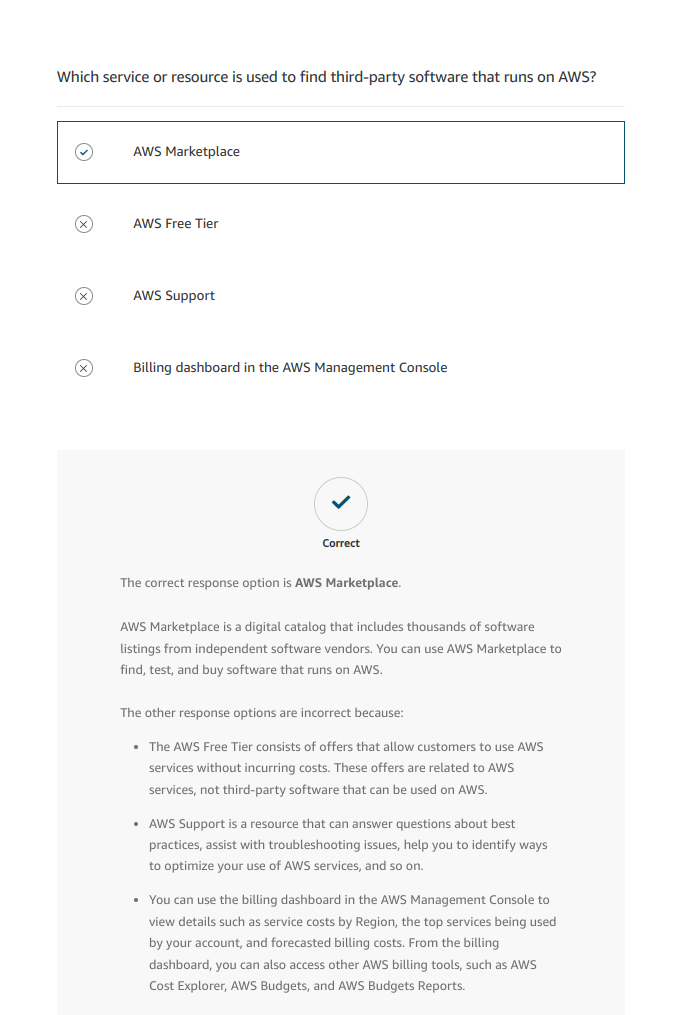 Which service or resource is used to find third-party software that runs on AWS?
AWS Marketplace
AWS Free Tier
AWS Support
Billing dashboard in the AWS Management Console
Correct
The correct response option is AWS Marketplace.
AWS Marketplace is a digital catalog that includes thousands of software
listings from independent software vendors. You can use AWS Marketplace to
find, test, and buy software that runs on AWS.
The other response options are incorrect because:
• The AWS Free Tier consists of offers that allow customers to use AWS
services without incurring costs. These offers are related to AWS
services, not third-party software that can be used on AWS.
• AWS Support is a resource that can answer questions about best
practices, assist with troubleshooting issues, help you to identify ways
to optimize your use of AWS services, and so on.
• You can use the billing dashboard in the AWS Management Console to
view details such as service costs by Region, the top services being used
by your account, and forecasted billing costs. From the billing
dashboard, you can also access other AWS billing tools, such as AWS
Cost Explorer, AWS Budgets, and AWS Budgets Reports.